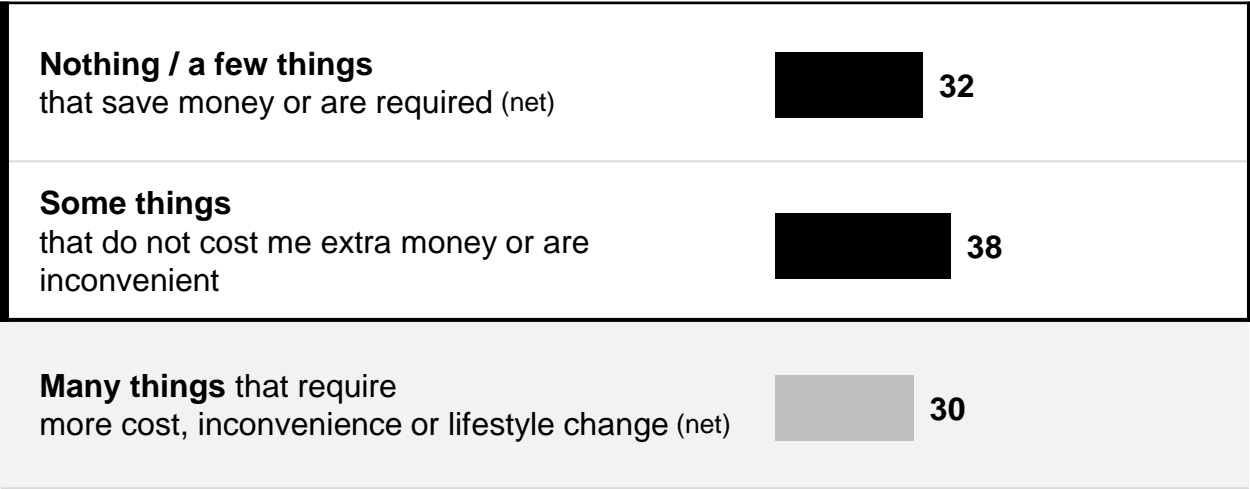 Nothing / a few things
that save money or are required (net)
32
Some things
that do not cost me extra money or are
inconvenient
38
Many things that require
more cost, inconvenience or lifestyle change (net)
30